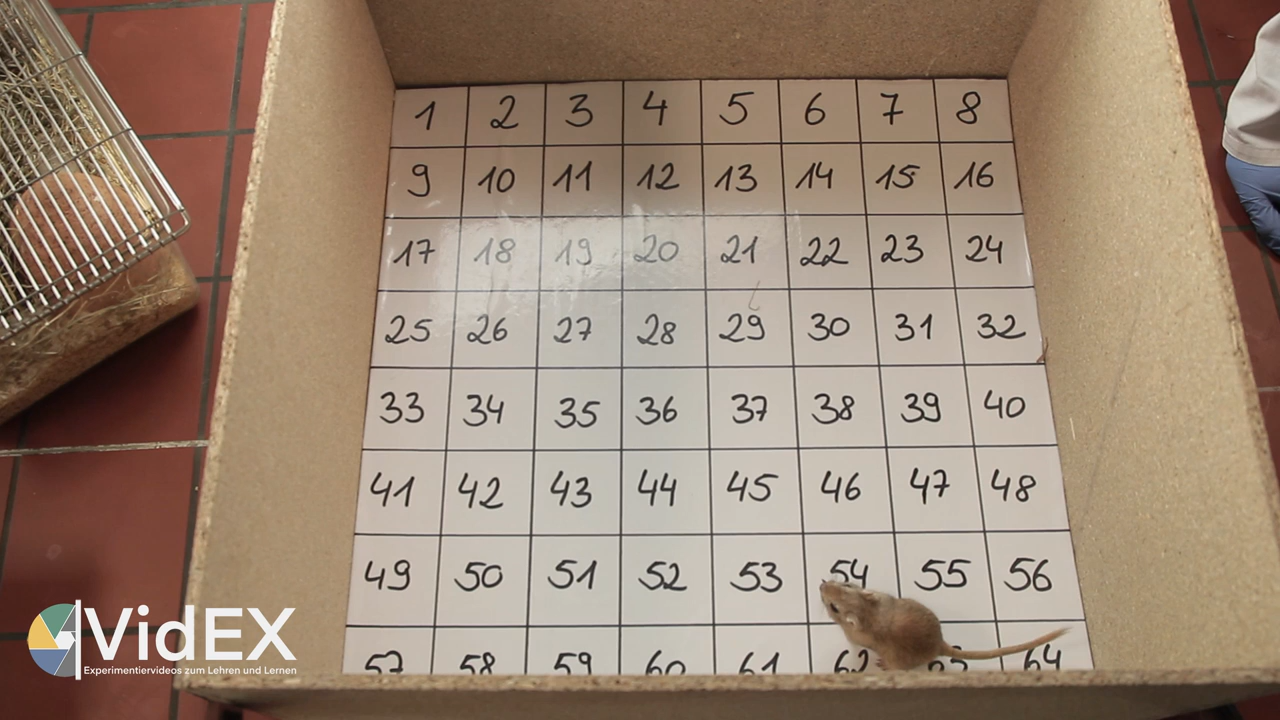 1 2 3 4 5 6 7 8
9 10 11 12 13 14 15 16
17 18 19 20 21 22 23 24
25 26 27 28 29 30 31 32
33 34 35 36 37 38 39 40
41 42 43 44 45 46 47 48
49 50 51 52 53 54 55 56
57 58 59 60 61 62 63 64
VidEX
Experimentiervideos zum Lehren und Lernen